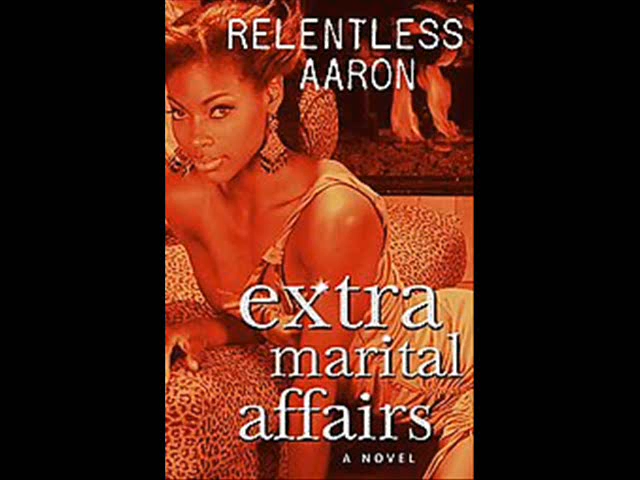 RELENTLESS
AARON
extra
marital
affairs
A NOVEL